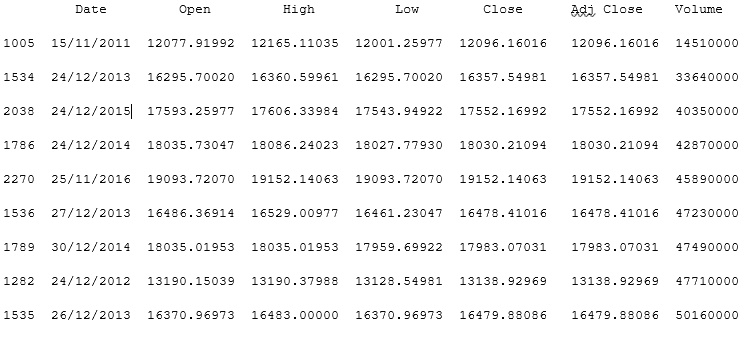 Date Open High Low Close Adj Close Volume
1005 15/11/2011 12077.91992 12165.11035 12001.25977 12096.16016 12096.16016 14510000
1534 24/12/2013 16295.70020 16360.59961 16295.70020 16357.54981 16357.54981 33640000
2038 24/12/2015 17593.25977 17606.33984 17543.94922 17552.16992 17552.16992 40350000
1786 24/12/2014 18035.73047 18086.24023 18027.77930 18030.21094 18030.21094 42870000
2270 25/11/2016 19093.72070 19152.14063 19093.72070 19152.14063 19152.14063 45890000
1536 27/12/2013 16486.36914 16529.00977 16461.23047 16478.41016 16478.41016 47230000
1789 30/12/2014 18035.01953 18035.01953 17959.69922 17983.07031 17983.07031 47490000
1282 24/12/2012 13190.15039 13190.37988 13128.54981 13138.92969 13138.92969 47710000
1535 26/12/2013 16370.96973 16483.00000 16370.96973 16479.88086 16479.88086 50160000